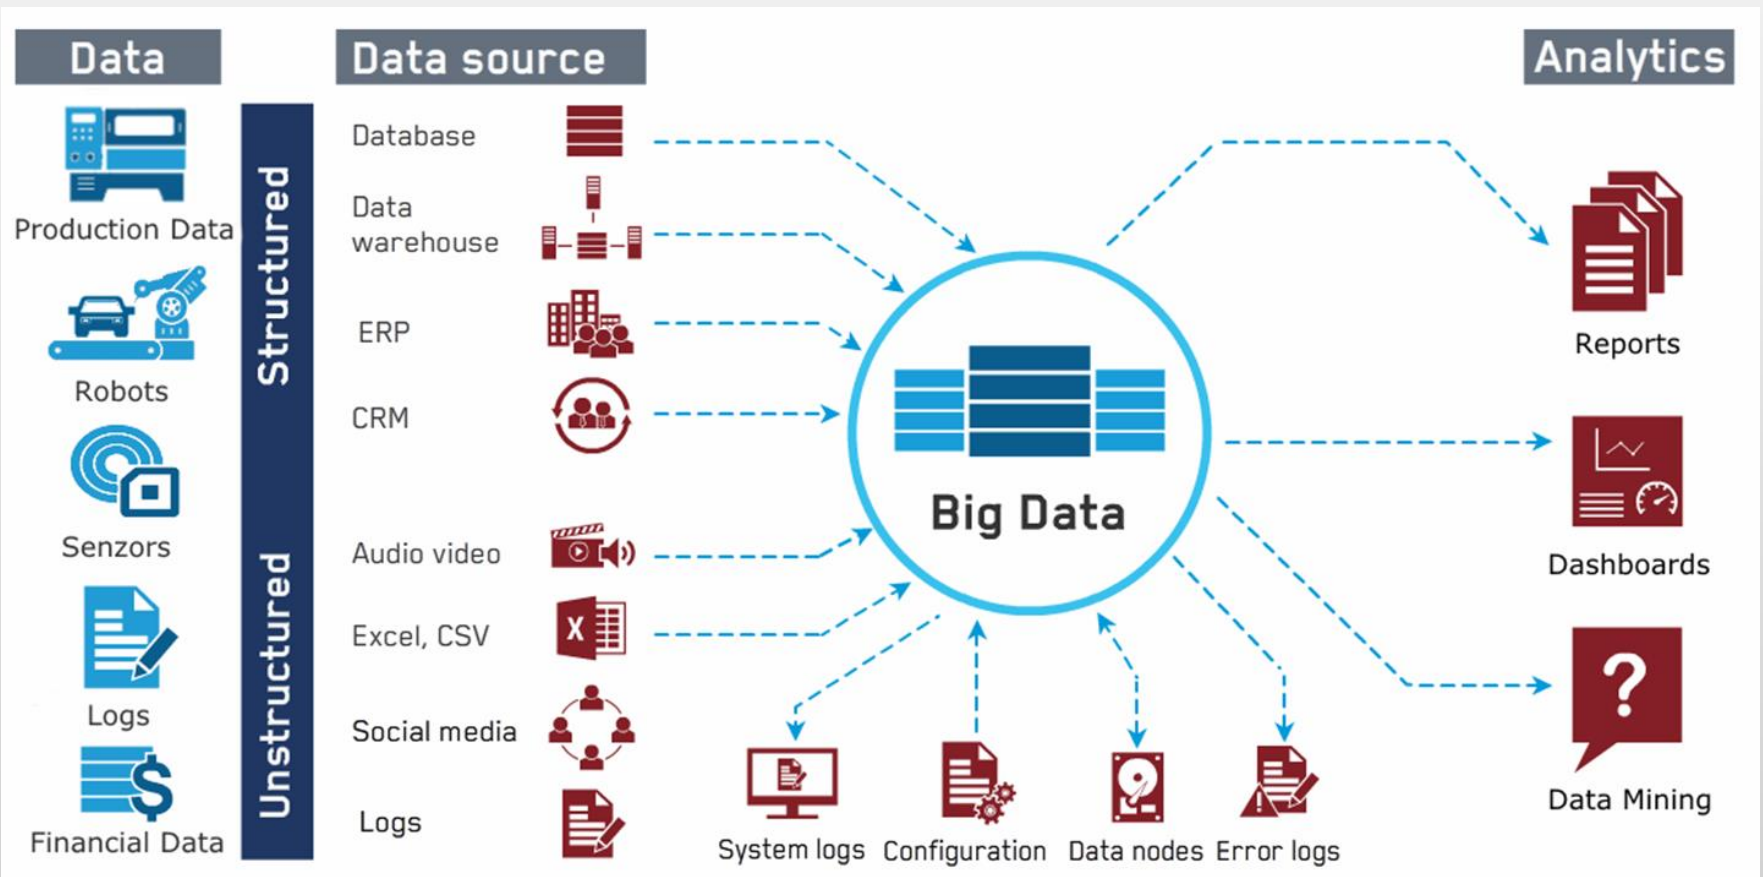 Data
Data source
Analytics
Production Data
Robots
Senzors
Logs
Financial Data
Structured
Unstructured
Database
Data
warehouse
ERP
CRM
Audio video
Excel, CSV
X
Social media
Logs
Big Data
System logs
Configuration
Data nodes
Error logs
Reports
Dashboards
?
Data Mining